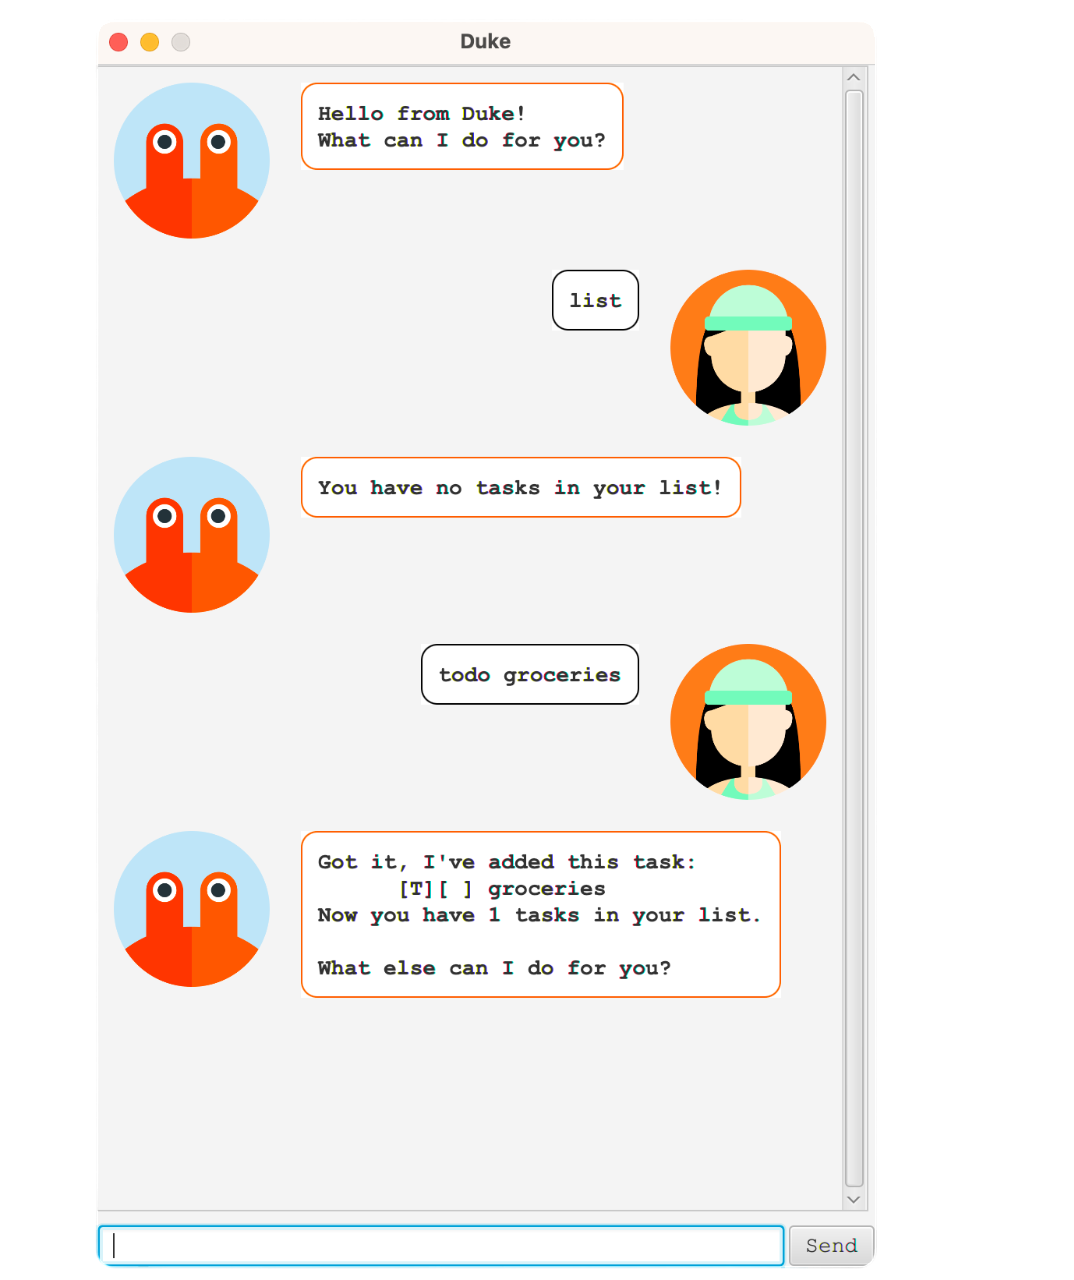 Duke
Hello from Duke!
What can I do for you?
list
You have no tasks in your list!
todo groceries
Got it, I've added this task:
[T][ ] groceries
Now you have 1 tasks in your list.
What else can I do for you?
Send